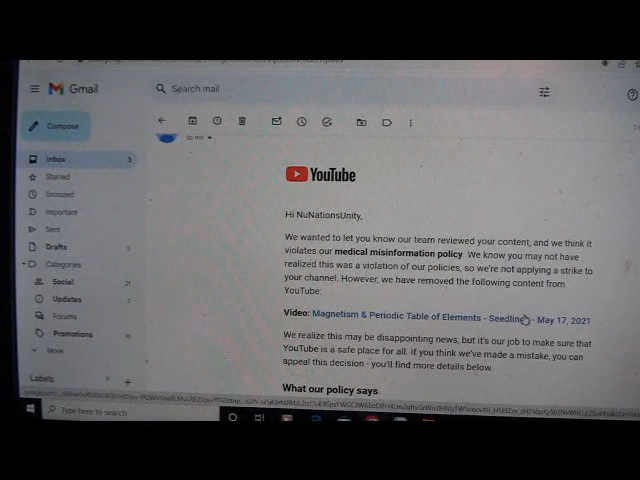 Gmail
Search mail
Compose
to me
Inbox 3
Starred
Snoozed
Important
Sent
Drafts 5
Categories
Social 21
Updates 3
Forums
Promotions
More
Labels
YouTube
Hi NuNationsUnity,
We wanted to let you know our team reviewed your content, and we think it
violates our medical misinformation policy. We know you may not have
realized this was a violation of our policies, so we're not applying a strike to
your channel. However, we have removed the following content from
YouTube:
Video: Magnetism & Periodic Table of Elements - Seedling - May 17, 2021
We realize this may be disappointing news, but it's our job to make sure that
YouTube is a safe place for all. If you think we've made a mistake, you can
appeal this decision - you'll find more details below.
What our policy says
Type here to search